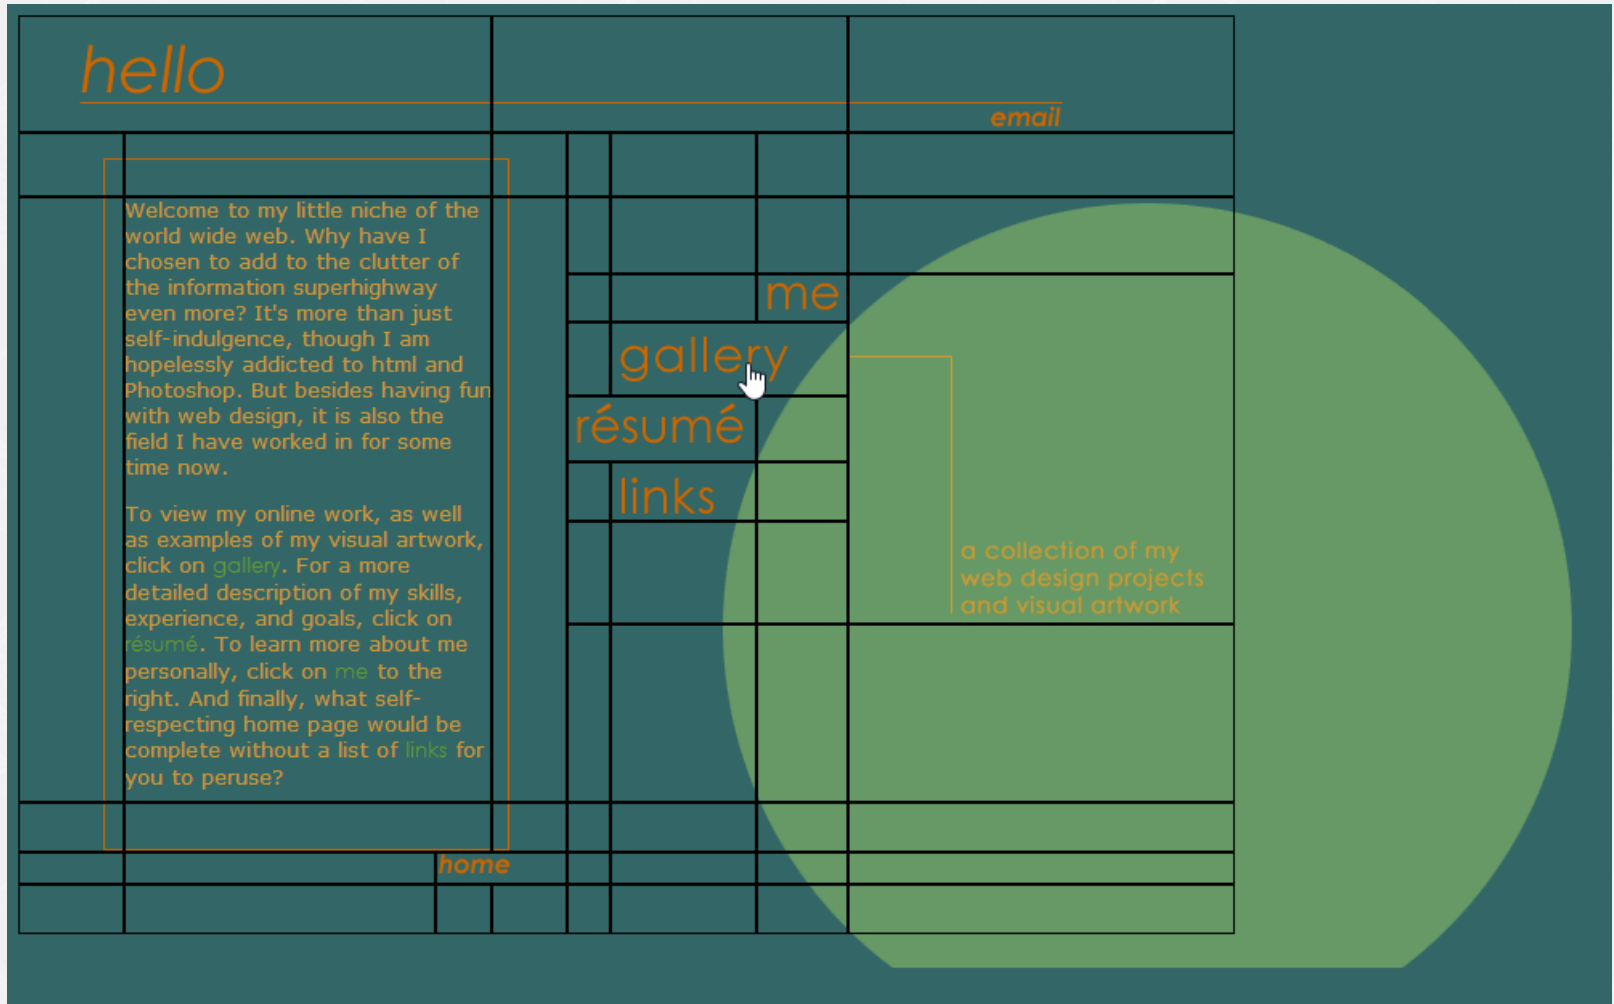 hello
email
Welcome to my little niche of the
world wide web. Why have I
chosen to add to the clutter of
the information superhighway
even more? It's more than just
self-indulgence, though I am
hopelessly addicted to html and
Photoshop. But besides having fun
with web design, it is also the
field I have worked in for some
time now.
To view my online work, as well
as examples of my visual artwork,
click on gallery. For a more
detailed description of my skills,
experience, and goals, click on
résumé. To learn more about me
personally, click on me to the
right. And finally, what self-
respecting home page would be
complete without a list of links for
you to peruse?
home
me
gallery
résumé
links
a collection of my
web design projects
and visual artwork